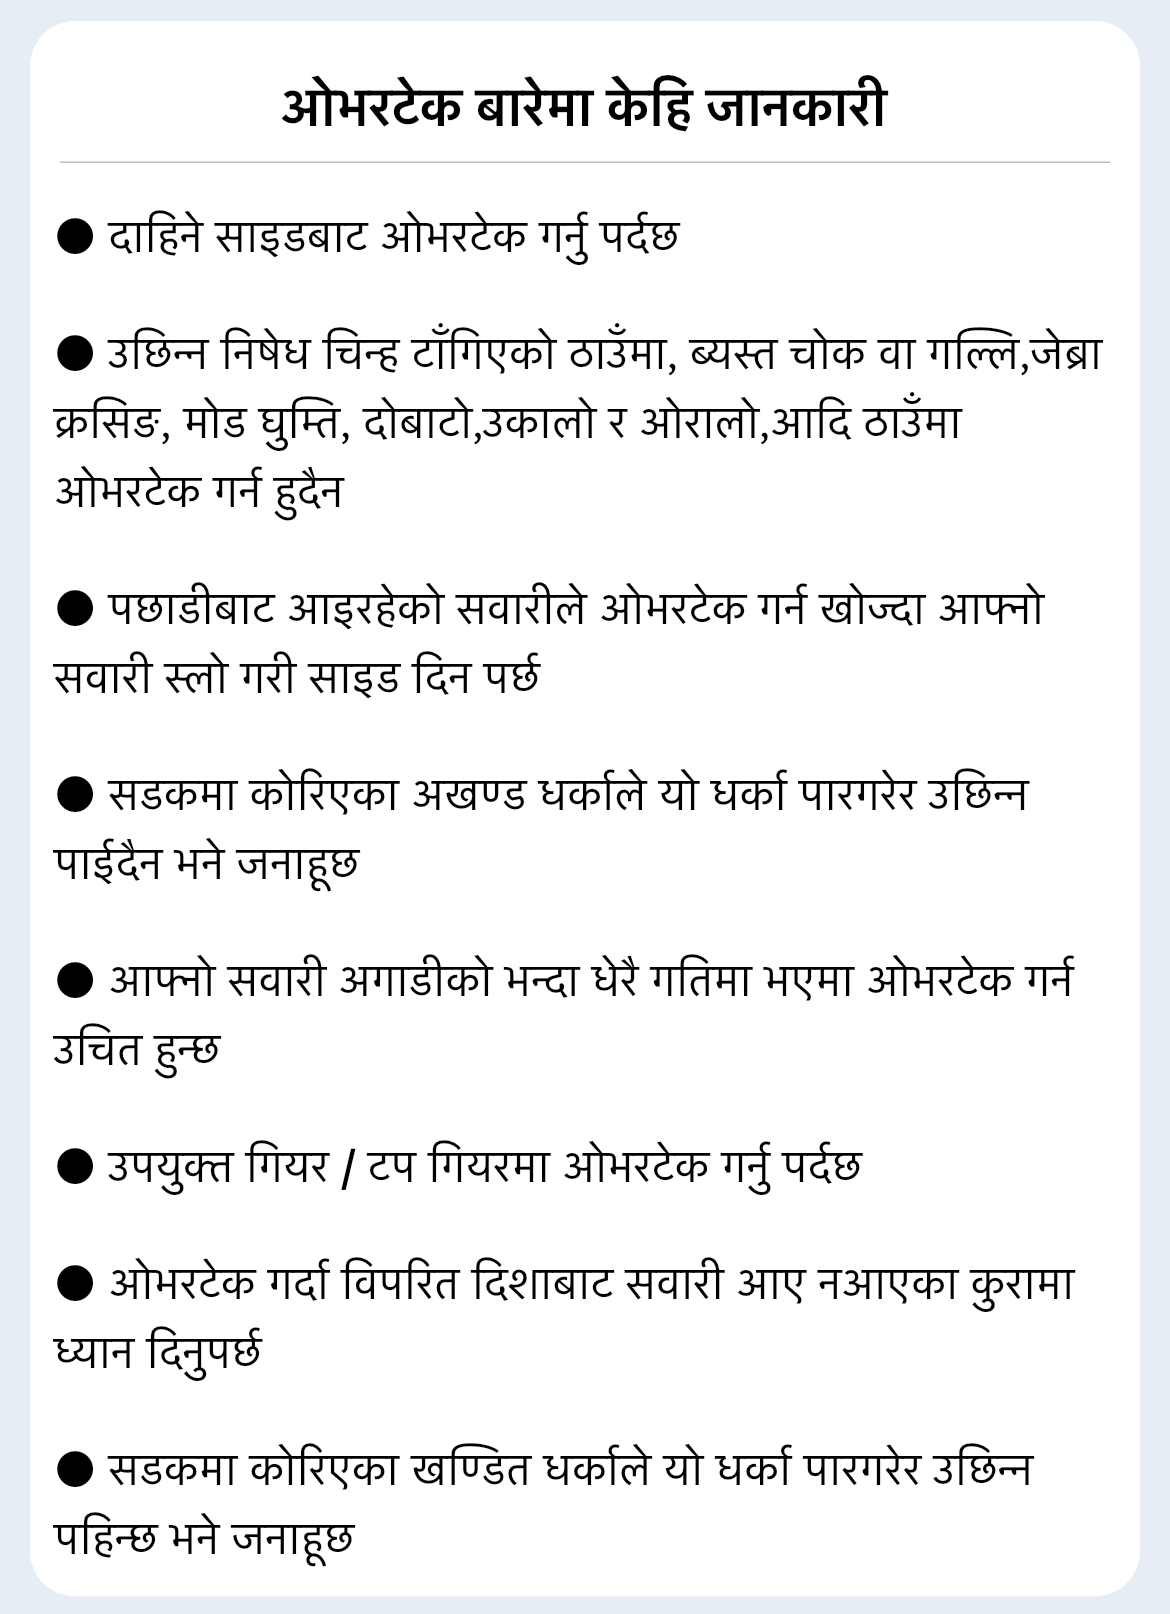 ओभरटेक बारेमा केहि जानकारी
● दाहिने साइडबाट ओभरटेक गर्नु पर्दछ
● उछिन्न निषेध चिन्ह टाँगिएको ठाउँमा, ब्यस्त चोक वा गल्लि,जेब्रा
क्रसिङ, मोड घुम्ति, दोबाटो,उकालो र ओरालो,आदि ठाउँमा
ओभरटेक गर्न हुदैन
● पछाडीबाट आइरहेको सवारीले ओभरटेक गर्न खोज्दा आफ्नो
सवारी स्लो गरी साइड दिन पर्छ
● सडकमा कोरिएका अखण्ड धर्काले यो धर्का पारगरेर उछिन्न
पाईदैन भने जनाहूछ
● आफ्नो सवारी अगाडीको भन्दा धेरै गतिमा भएमा ओभरटेक गर्न
उचित हुन्छ
● उपयुक्त गियर / टप गियरमा ओभरटेक गर्नु पर्दछ
● ओभरटेक गर्दा विपरित दिशाबाट सवारी आए नआएका कुरामा
ध्यान दिनुपर्छ
● सडकमा कोरिएका खण्डित धर्काले यो धर्का पारगरेर उछिन्न
पहिन्छ भने जनाहूछ